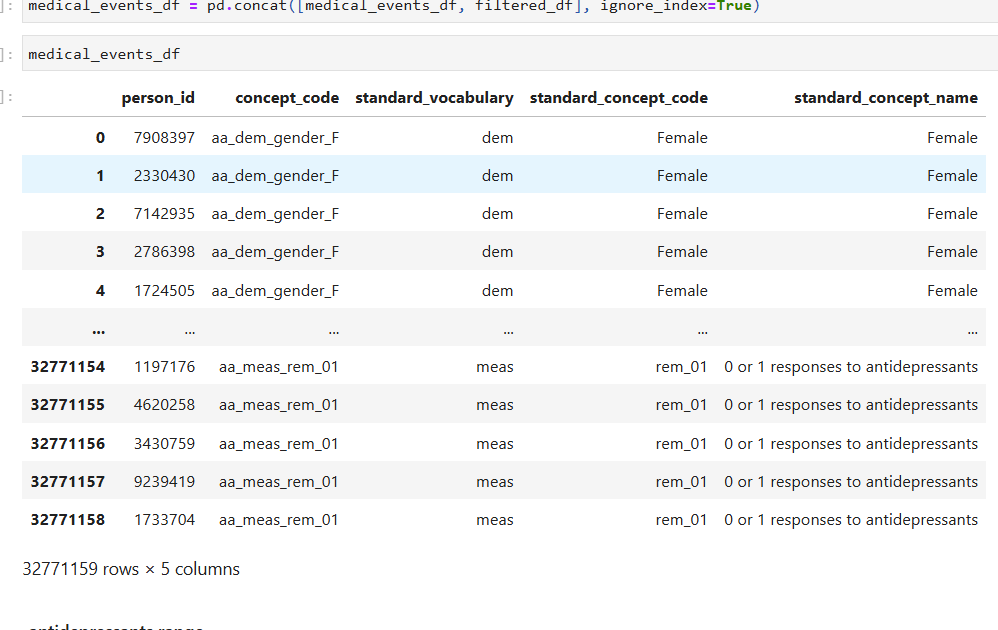 ]: medical_events_df = pd.concat([medical_events_df, filtered_df], ignore_index=True)
]: medical_events_df
]:
person_id concept_code standard_vocabulary standard_concept_code standard_concept_name
0 7908397 aa_dem_gender_F dem Female Female
1 2330430 aa_dem_gender_F dem Female Female
2 7142935 aa_dem_gender_F dem Female Female
3 2786398 aa_dem_gender_F dem Female Female
4 1724505 aa_dem_gender_F dem Female Female
... ... ... ... ... ...
32771154 1197176 aa_meas_rem_01 meas rem_01 0 or 1 responses to antidepressants
32771155 4620258 aa_meas_rem_01 meas rem_01 0 or 1 responses to antidepressants
32771156 3430759 aa_meas_rem_01 meas rem_01 0 or 1 responses to antidepressants
32771157 9239419 aa_meas_rem_01 meas rem_01 0 or 1 responses to antidepressants
32771158 1733704 aa_meas_rem_01 meas rem_01 0 or 1 responses to antidepressants
32771159 rows × 5 columns
antidepressants range